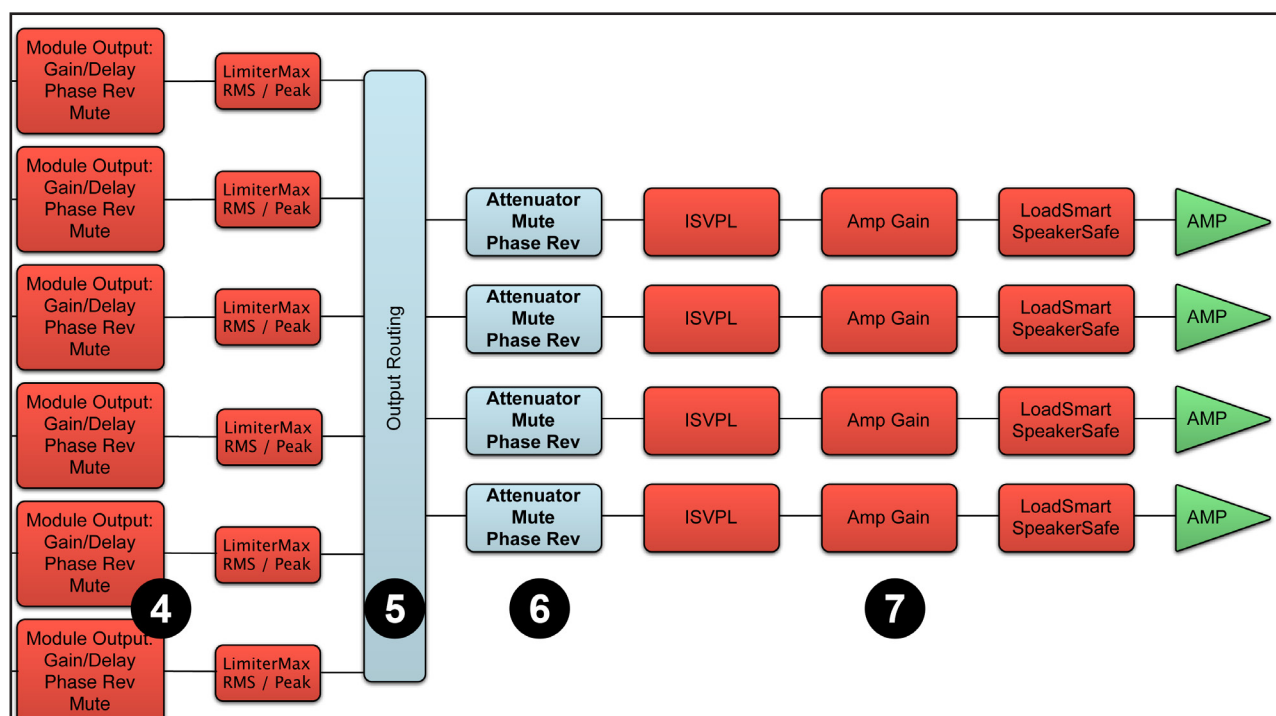 Module Output:
Gain/Delay
Phase Rev
Mute
LimiterMax
RMS / Peak
Module Output:
Gain/Delay
Phase Rev
Mute
LimiterMax
RMS / Peak
Module Output:
Gain/Delay
Phase Rev
Mute
LimiterMax
RMS / Peak
Module Output:
Gain/Delay
Phase Rev
Mute
LimiterMax
RMS / Peak
Module Output:
Gain/Delay
Phase Rev
Mute
LimiterMax
RMS / Peak
Module Output:
Gain/Delay
Phase Rev
Mute
LimiterMax
RMS / Peak
Output Routing
Attenuator
Mute
Phase Rev
ISVPL
Amp Gain
LoadSmart
SpeakerSafe
AMP
Attenuator
Mute
Phase Rev
ISVPL
Amp Gain
LoadSmart
SpeakerSafe
AMP
Attenuator
Mute
Phase Rev
ISVPL
Amp Gain
LoadSmart
SpeakerSafe
AMP
Attenuator
Mute
Phase Rev
ISVPL
Amp Gain
LoadSmart
SpeakerSafe
AMP
4
5
6
7